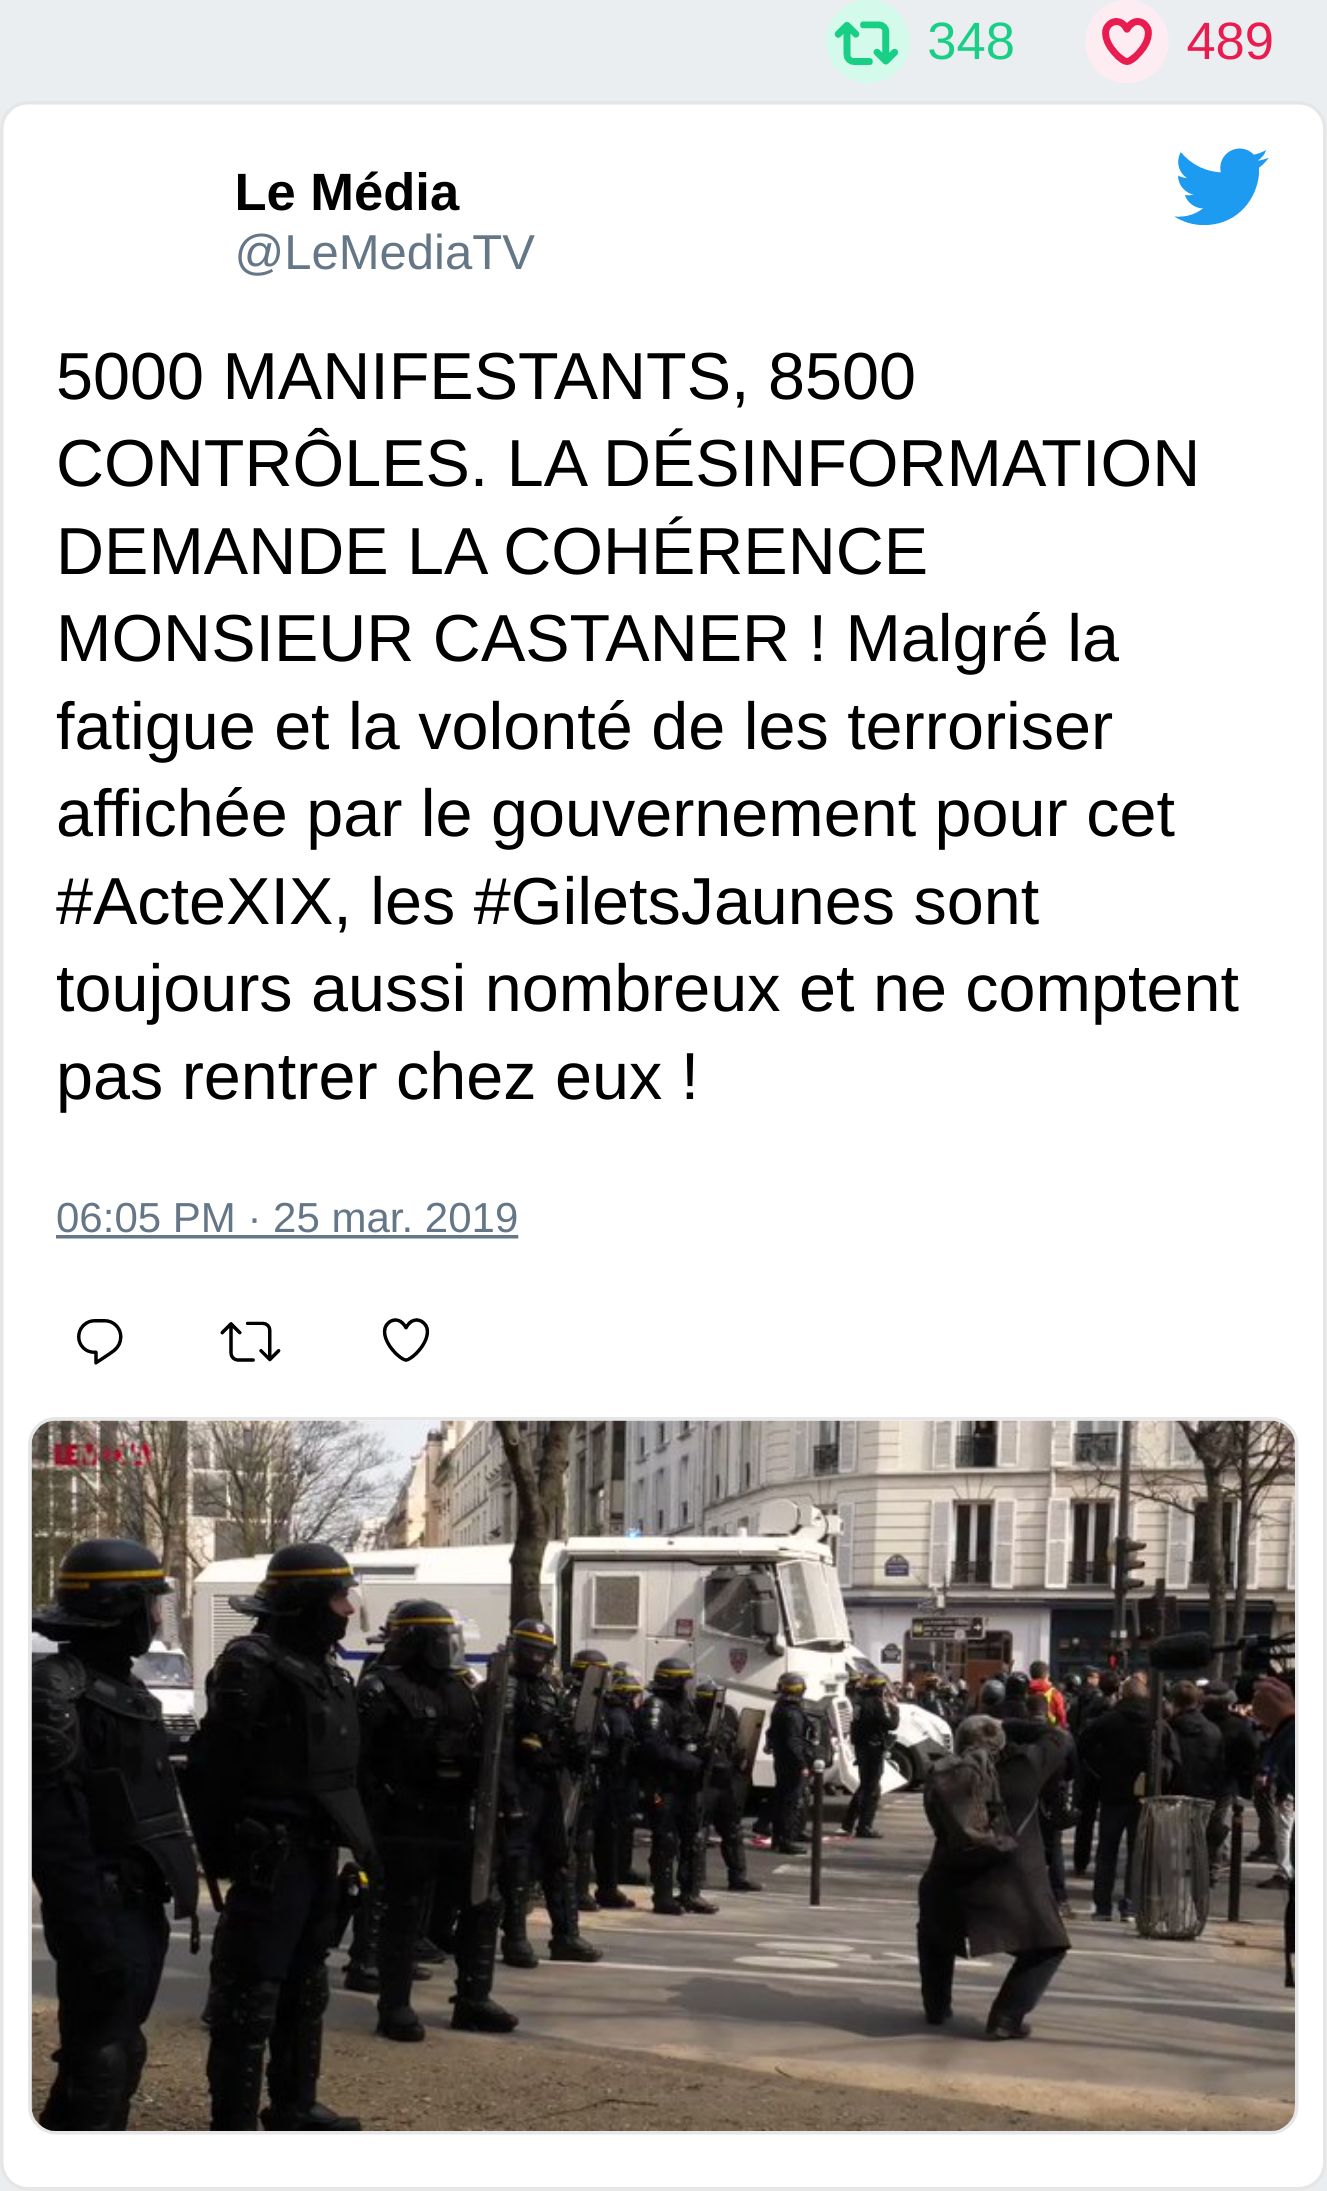 348 489
Le Média
@LeMediaTV
5000 MANIFESTANTS, 8500
CONTRÔLES. LA DÉSINFORMATION
DEMANDE LA COHÉRENCE
MONSIEUR CASTANER ! Malgré la
fatigue et la volonté de les terroriser
affichée par le gouvernement pour cet
#ActeXIX, les #GiletsJaunes sont
toujours aussi nombreux et ne comptent
pas rentrer chez eux !
06:05 PM · 25 mar. 2019